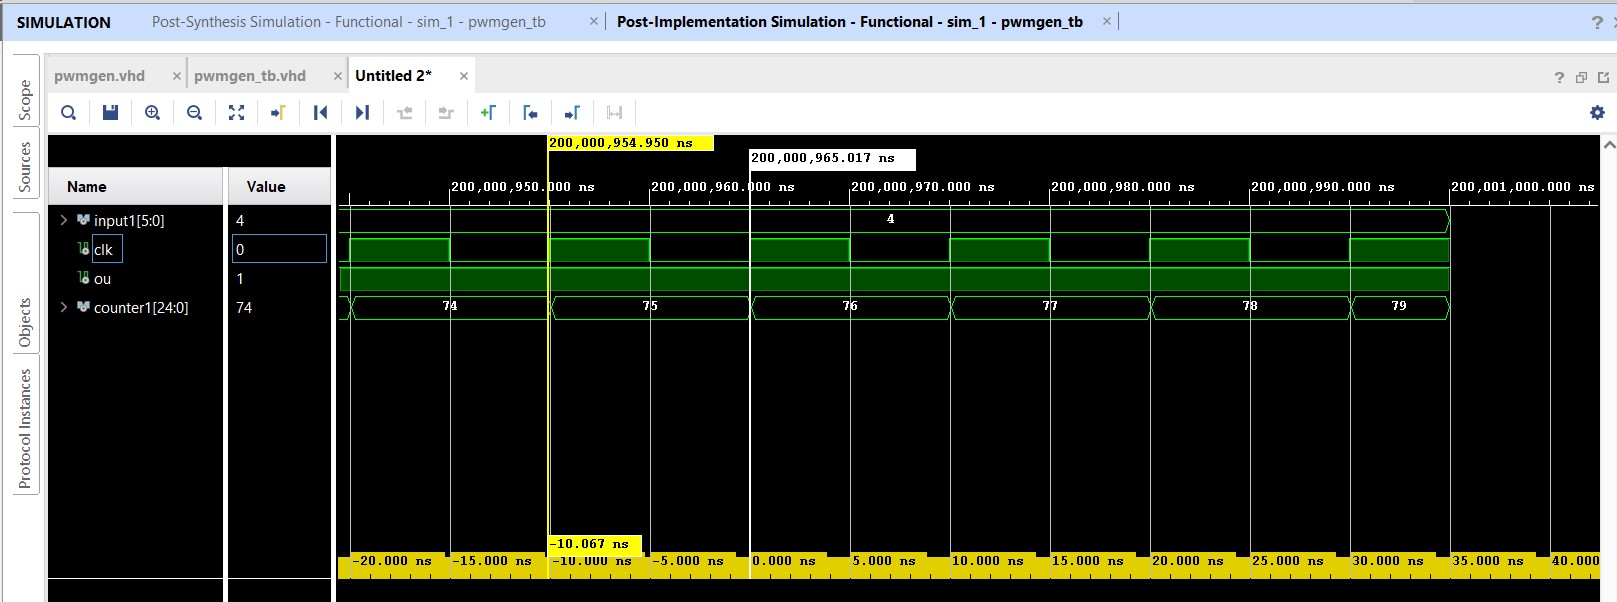 SIMULATION Post-Synthesis Simulation - Functional - sim_1 - pwmgen_tb × Post-Implementation Simulation - Functional - sim_1 - pwmgen_tb × ?
pwmgen.vhd × pwmgen_tb.vhd × Untitled 2* × ?
Scope
Sources
Objects
Protocol Instances
200,000,954.950 ns
200,000,965.017 ns
Name Value 200,000,950.000 ns 200,000,960.000 ns 200,000,970.000 ns 200,000,980.000 ns 200,000,990.000 ns 200,001,000.000 ns
input1[5:0] 4 4
clk 0
ou 1
counter1[24:0] 74 74 75 76 77 78 79
-10.067 ns
-20.000 ns -15.000 ns -10.000 ns -5.000 ns 0.000 ns 5.000 ns 10.000 ns 15.000 ns 20.000 ns 25.000 ns 30.000 ns 35.000 ns 40.000